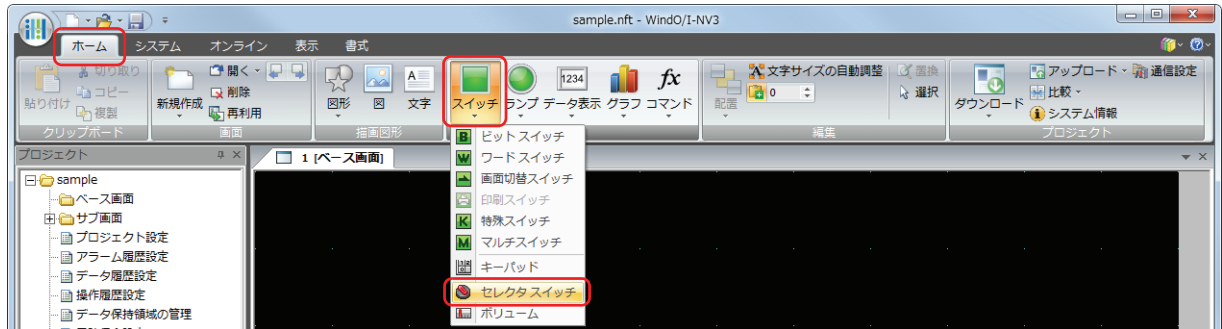 sample.nft - WindO/I-NV3
ホーム システム オンライン 表示 書式
切り取り
コピー
複製
貼り付け
クリップボード
新規作成
開く
削除
再利用
画面
図形 図 文字
描画図形
スイッチ ランプ データ表示 グラフ コマンド
1234
fx
配置
文字サイズの自動調整
0
置換
選択
編集
ダウンロード
アップロード
比較
システム情報
通信設定
プロジェクト
プロジェクト
1 [ベース画面]
sample
ベース画面
サブ画面
プロジェクト設定
アラーム履歴設定
データ履歴設定
操作履歴設定
データ保持領域の管理
B ビット スイッチ
W ワード スイッチ
画面切替スイッチ
印刷スイッチ
K 特殊スイッチ
M マルチスイッチ
キーパッド
セレクタ スイッチ
ボリューム